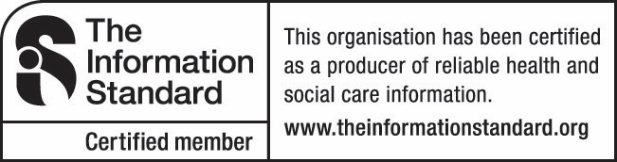 The
Information
Standard
Certified member
This organisation has been certified
as a producer of reliable health and
social care information.
www.theinformationstandard.org